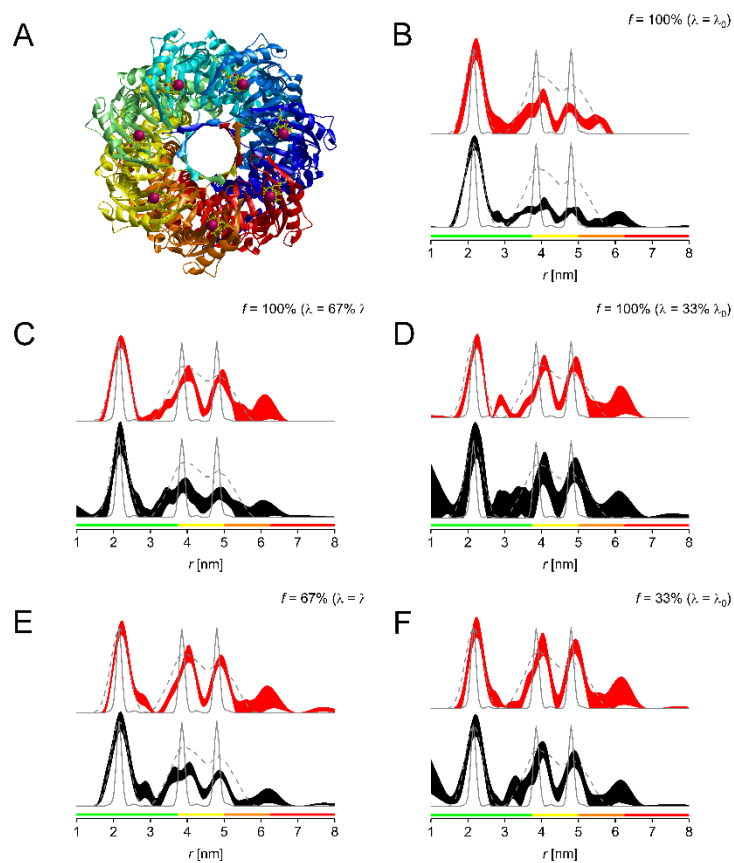 A
B
f = 100% (λ = λ₀)
1 2 3 4 5 6 7 8
r [nm]
C
f = 100% (λ = 67% λ
1 2 3 4 5 6 7 8
r [nm]
D
f = 100% (λ = 33% λ₀)
1 2 3 4 5 6 7 8
r [nm]
E
f = 67% (λ = λ
1 2 3 4 5 6 7 8
r [nm]
F
f = 33% (λ = λ₀)
1 2 3 4 5 6 7 8
r [nm]